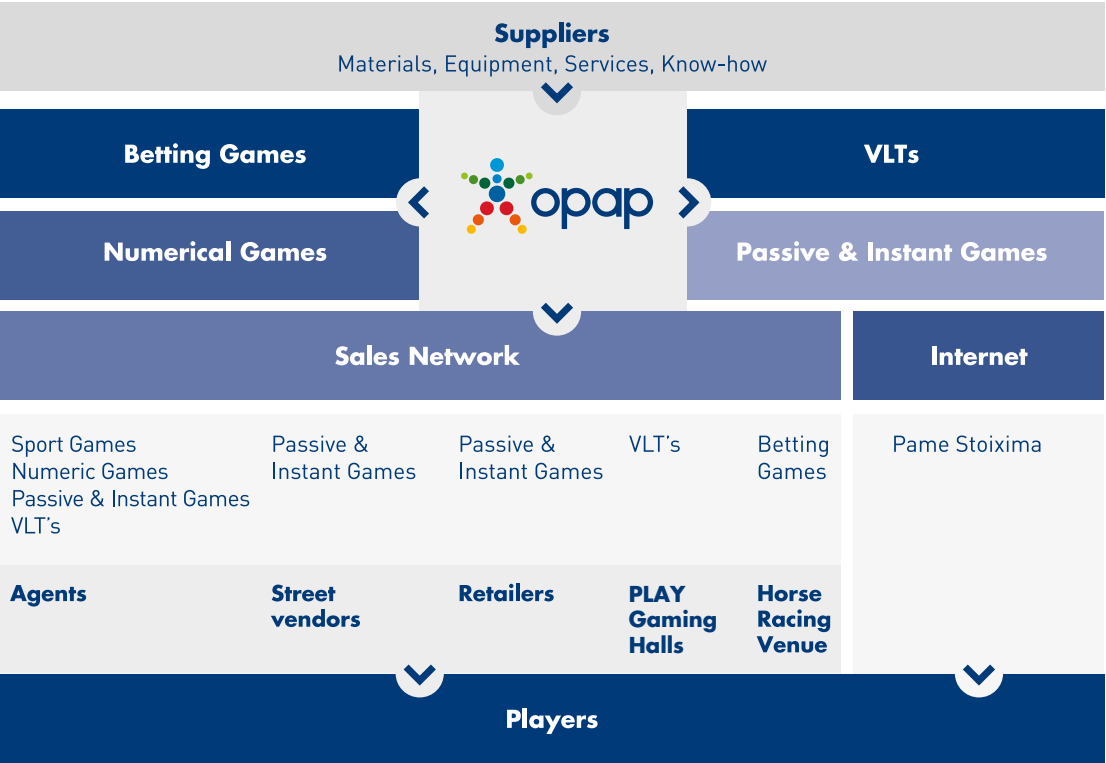 Suppliers
Materials, Equipment, Services, Know-how
Betting Games
VLTs
opap
Numerical Games
Passive & Instant Games
Sales Network
Internet
Sport Games
Numeric Games
Passive & Instant Games
VLT's
Passive &
Instant Games
Passive &
Instant Games
VLT's
Betting
Games
Pame Stoixima
Agents
Street
vendors
Retailers
PLAY
Gaming
Halls
Horse
Racing
Venue
Players